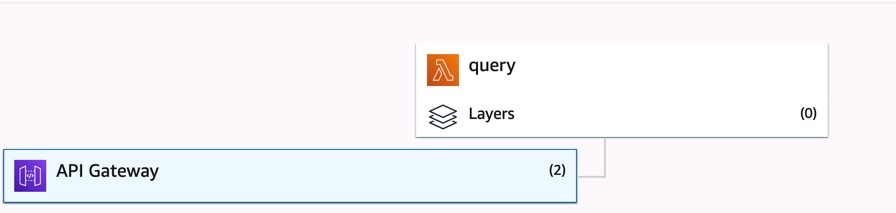 query
Layers (0)
API Gateway (2)